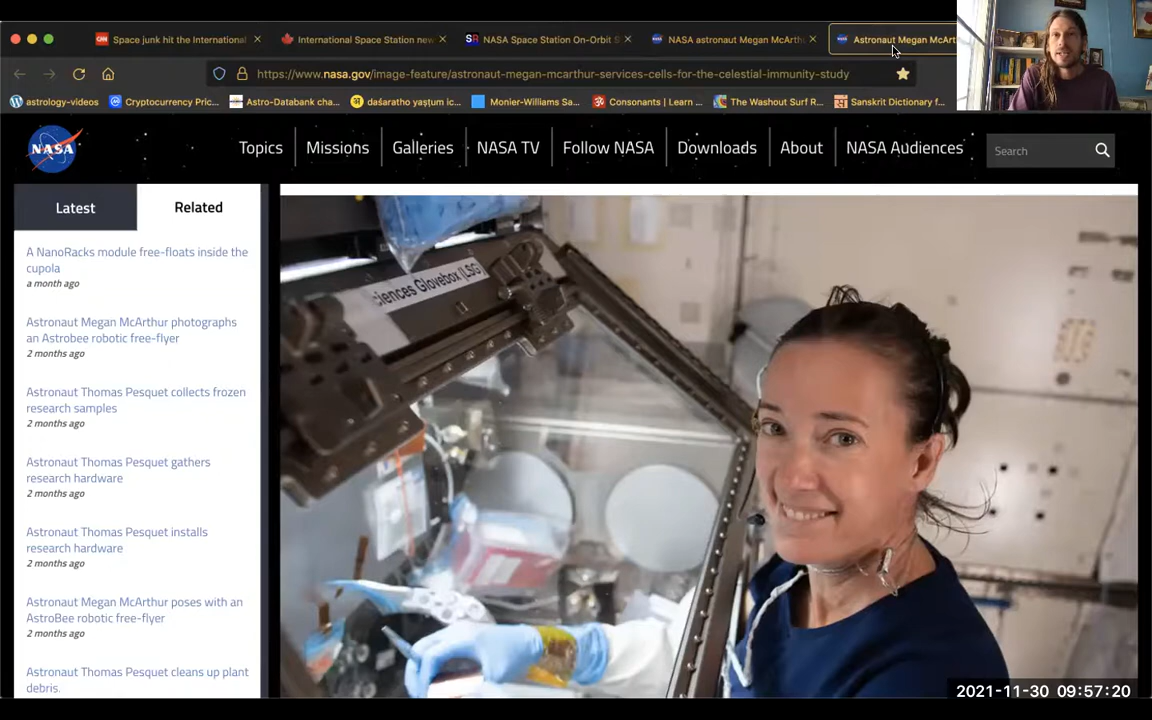 Space junk hit the International
International Space Station new
NASA Space Station On-Orbit S
NASA astronaut Megan McArth
Astronaut Megan McArt
https://www.nasa.gov/image-feature/astronaut-megan-mcarthur-services-cells-for-the-celestial-immunity-study
astrology-videos
Cryptocurrency Pric...
Astro-Databank cha...
daśaratho yaṣṭum ic...
Monier-Williams Sa...
Consonants | Learn ...
The Washout Surf R...
Sanskrit Dictionary f...
NASA
Topics
Missions
Galleries
NASA TV
Follow NASA
Downloads
About
NASA Audiences
Search
Latest
Related
A NanoRacks module free-floats inside the
cupola
a month ago
Astronaut Megan McArthur photographs
an Astrobee robotic free-flyer
2 months ago
Astronaut Thomas Pesquet collects frozen
research samples
2 months ago
Astronaut Thomas Pesquet gathers
research hardware
2 months ago
Astronaut Thomas Pesquet installs
research hardware
2 months ago
Astronaut Megan McArthur poses with an
AstroBee robotic free-flyer
2 months ago
Astronaut Thomas Pesquet cleans up plant
debris.
ciences Glovebox (LSG
2021-11-30 09:57:20